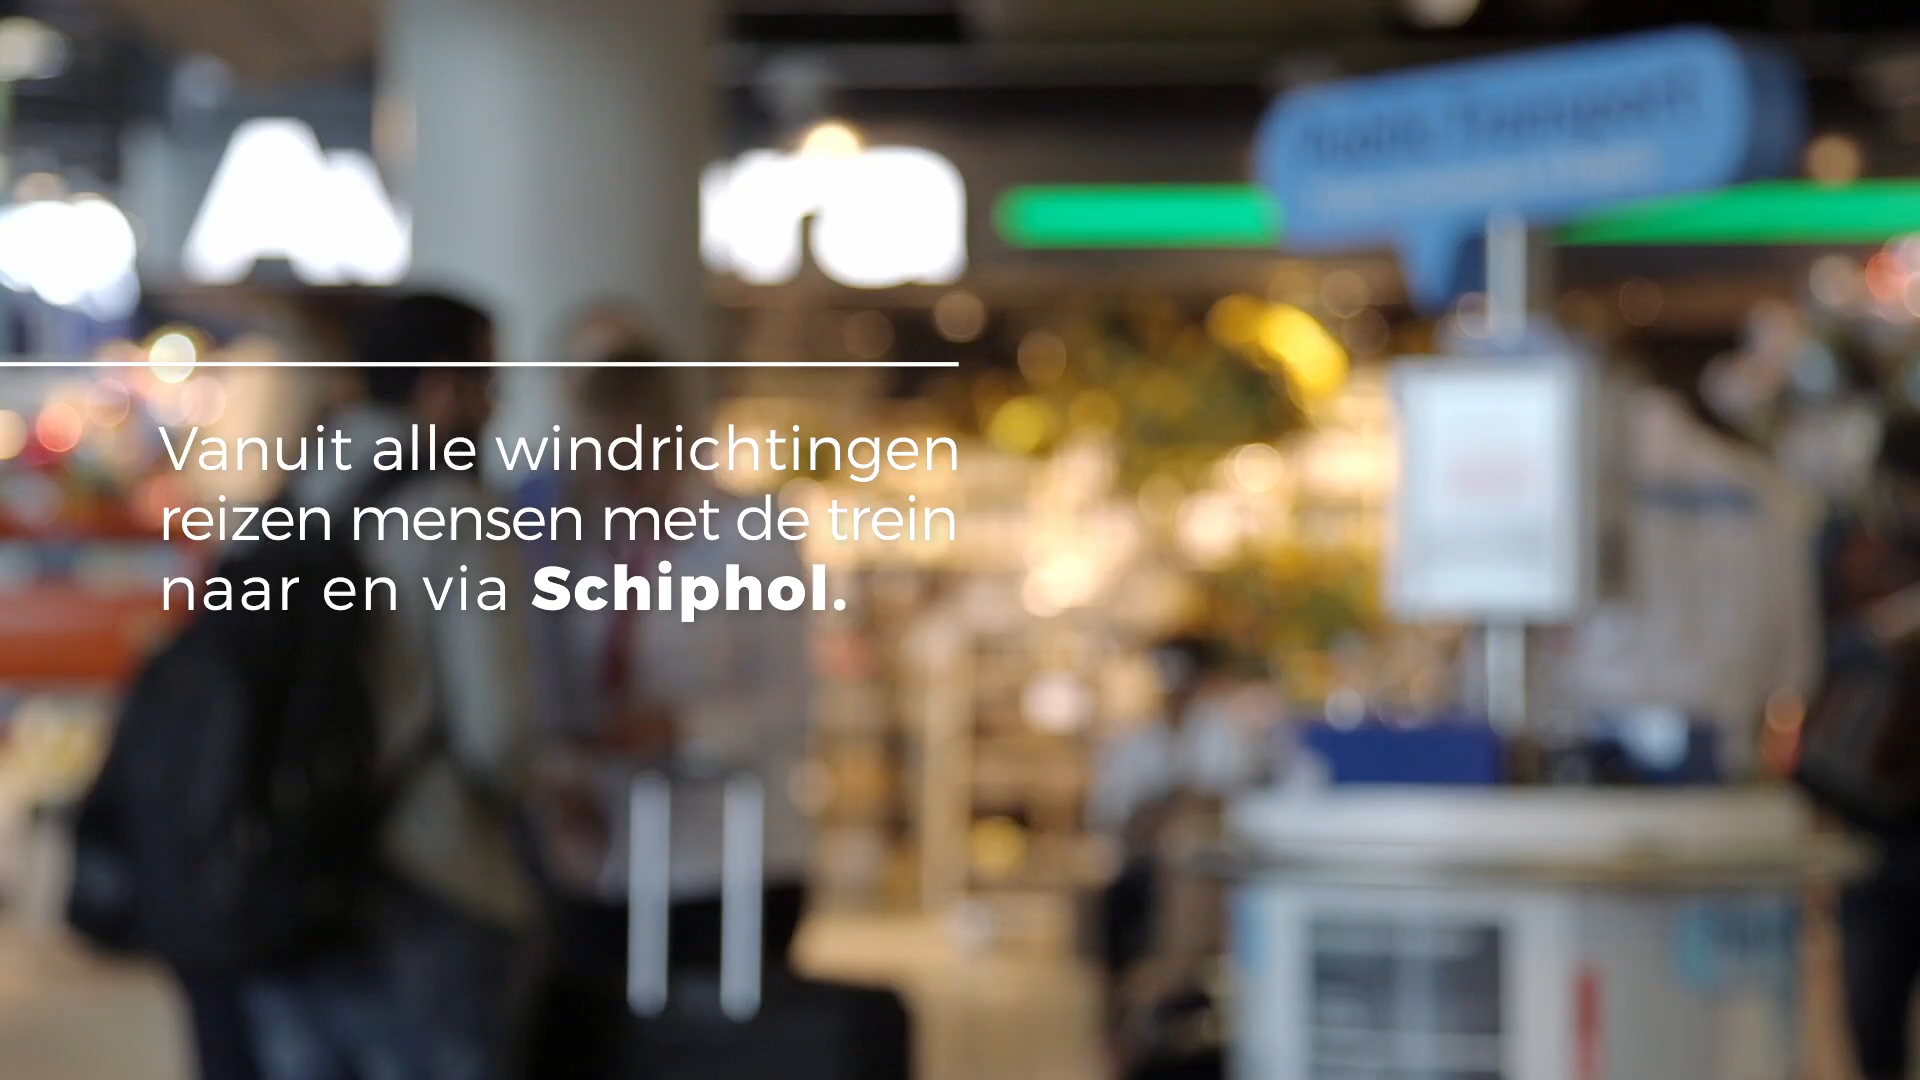 Vanuit alle windrichtingen
reizen mensen met de trein
naar en via Schiphol.